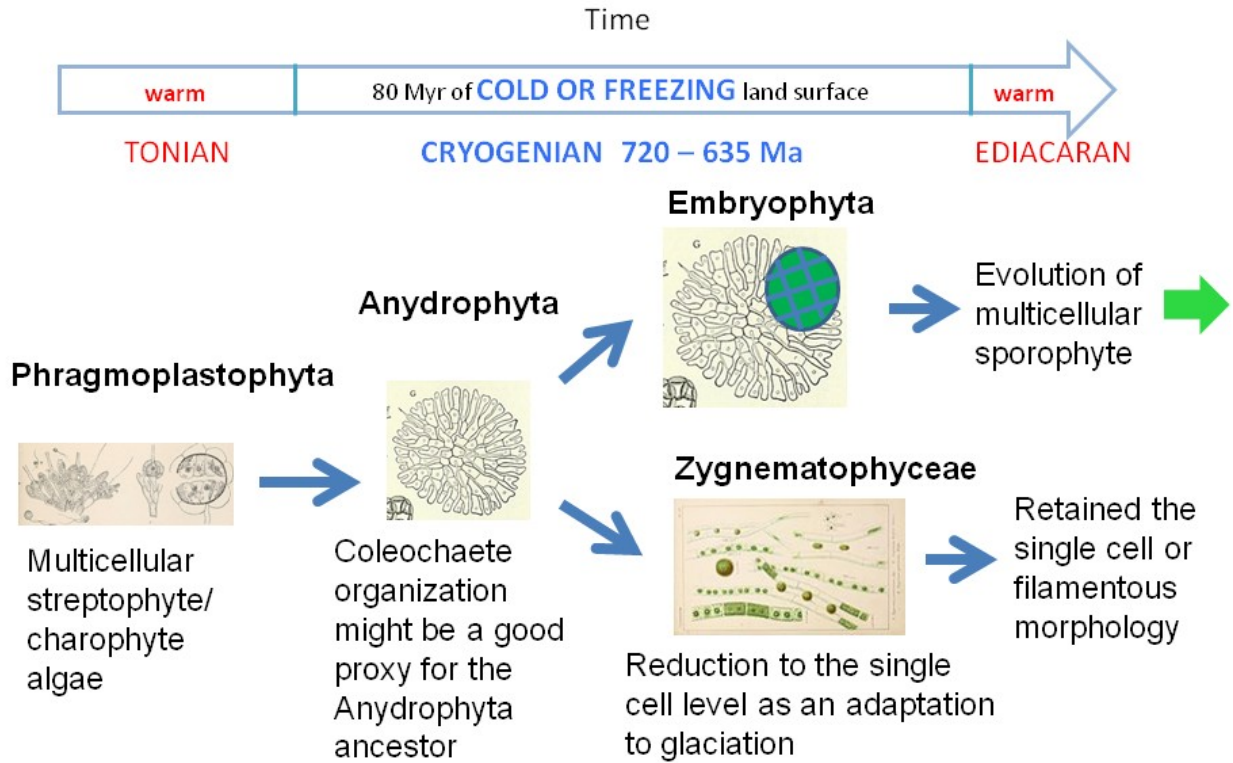 Time
warm
80 Myr of COLD OR FREEZING land surface
warm
TONIAN
CRYOGENIAN 720 – 635 Ma
EDIACARAN
Embryophyta
G
Evolution of
multicellular
sporophyte
Anydrophyta
G
Phragmoplastophyta
Multicellular
streptophyte/
charophyte
algae
Coleochaete
organization
might be a good
proxy for the
Anydrophyta
ancestor
Zygnematophyceae
Reduction to the single
cell level as an adaptation
to glaciation
Retained the
single cell or
filamentous
morphology